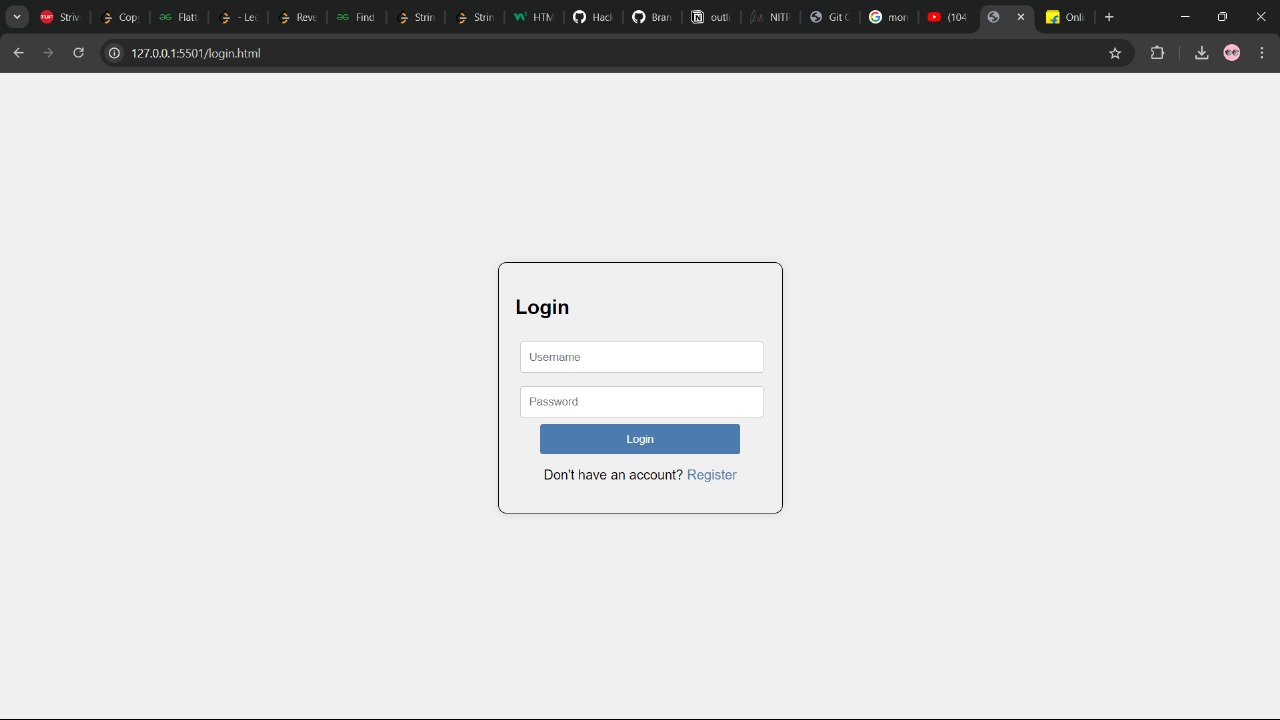 Striv
Cop
Flatt
- Lee
Reve
Find
Strin
Strin
HTM
Hack
Bran
outli
NITR
Git C
mon
(104
Onli
127.0.0.1:5501/login.html
Login
Username
Password
Login
Don't have an account? Register